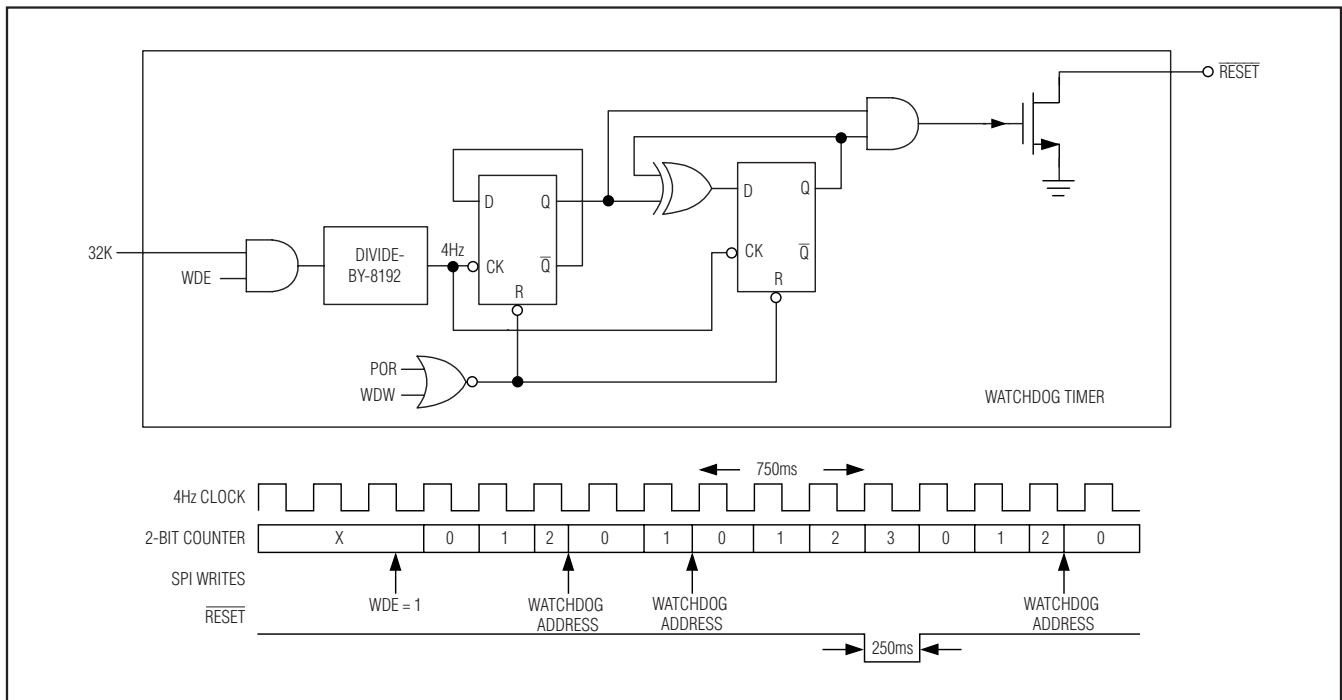 R̅E̅S̅E̅T̅
D
Q
D
Q
4Hz
32K
DIVIDE-
BY-8192
CK
Q̅
CK
Q̅
WDE
R
R
POR
WDW
WATCHDOG TIMER
750ms
4Hz CLOCK
2-BIT COUNTER
X 0 1 2 0 1 0 1 2 3 0 1 2 0
SPI WRITES
WDE = 1
WATCHDOG
ADDRESS
WATCHDOG
ADDRESS
WATCHDOG
ADDRESS
R̅E̅S̅E̅T̅
250ms